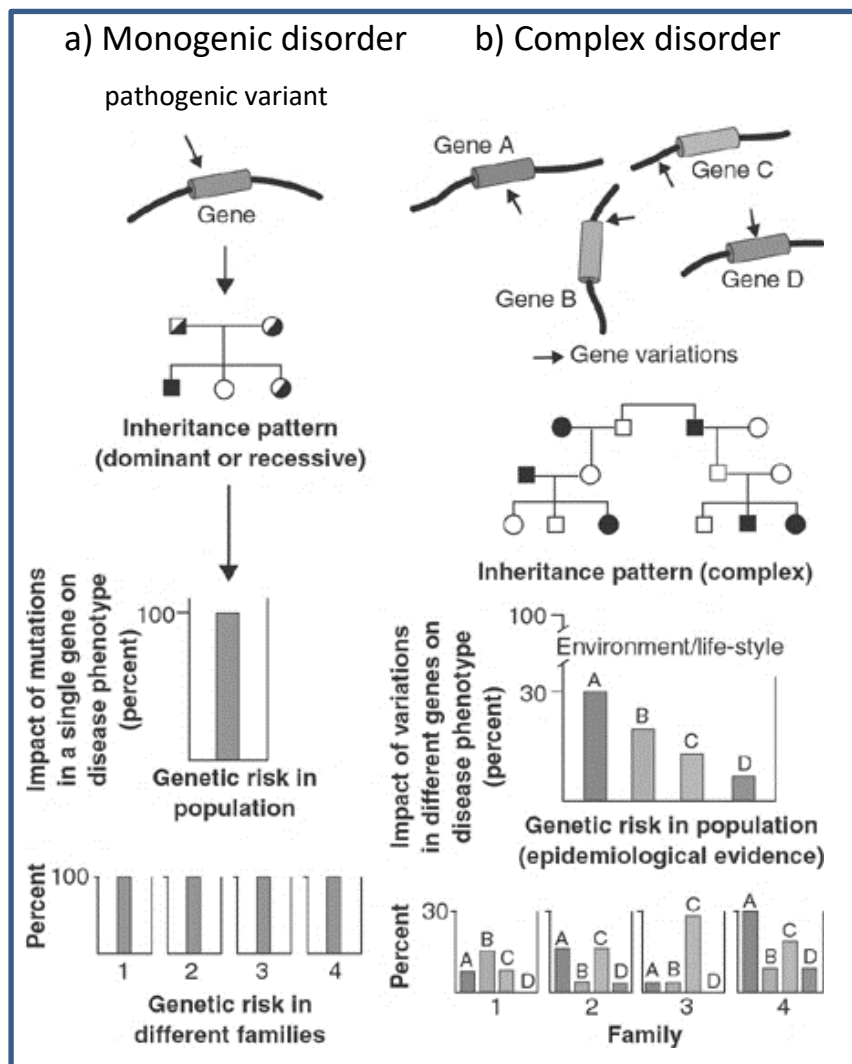 a) Monogenic disorder
pathogenic variant
Gene
Inheritance pattern
(dominant or recessive)
Impact of mutations
in a single gene on
disease phenotype
(percent)
100
Genetic risk in
population
Percent
100
1 2 3 4
Genetic risk in
different families
b) Complex disorder
Gene A
Gene C
Gene B
Gene D
Gene variations
Inheritance pattern (complex)
Impact of variations
in different genes on
disease phenotype
(percent)
100
Environment/life-style
30
A
B
C
D
Genetic risk in population
(epidemiological evidence)
Percent
30
A B C D
A B C D
A B C D
A B C D
1 2 3 4
Family